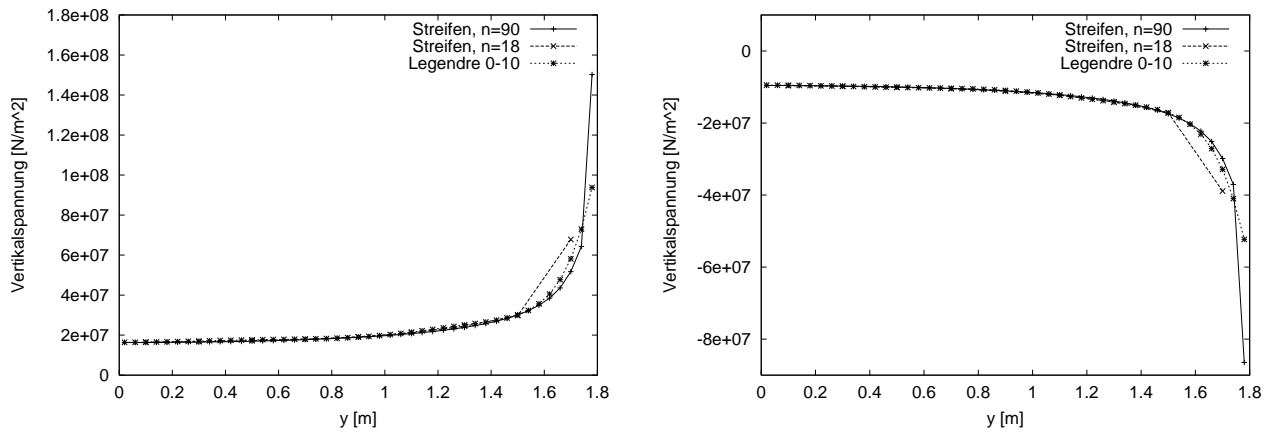 1.8e+08
1.6e+08
1.4e+08
1.2e+08
1e+08
8e+07
6e+07
4e+07
2e+07
0
Vertikalspannung [N/m^2]
Streifen, n=90
Streifen, n=18
Legendre 0-10
0 0.2 0.4 0.6 0.8 1 1.2 1.4 1.6 1.8
y [m]
0
-2e+07
-4e+07
-6e+07
-8e+07
Vertikalspannung [N/m^2]
Streifen, n=90
Streifen, n=18
Legendre 0-10
0 0.2 0.4 0.6 0.8 1 1.2 1.4 1.6 1.8
y [m]